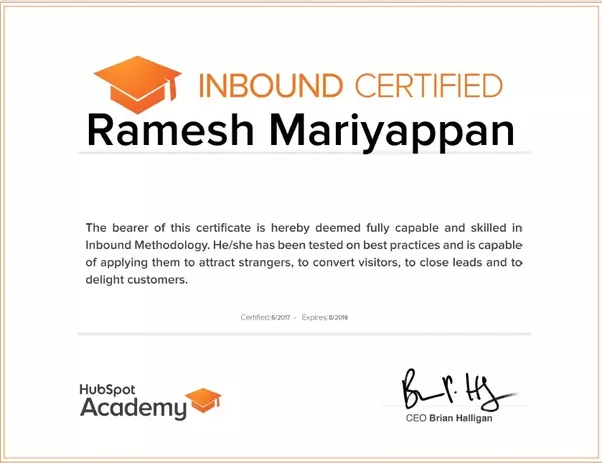 INBOUND CERTIFIED
Ramesh Mariyappan
The bearer of this certificate is hereby deemed fully capable and skilled in
Inbound Methodology. He/she has been tested on best practices and is capable
of applying them to attract strangers, to convert visitors, to close leads and to
delight customers.
Certified:6/2017 - Expires:8/2019
HubSpot
Academy
CEO Brian Halligan